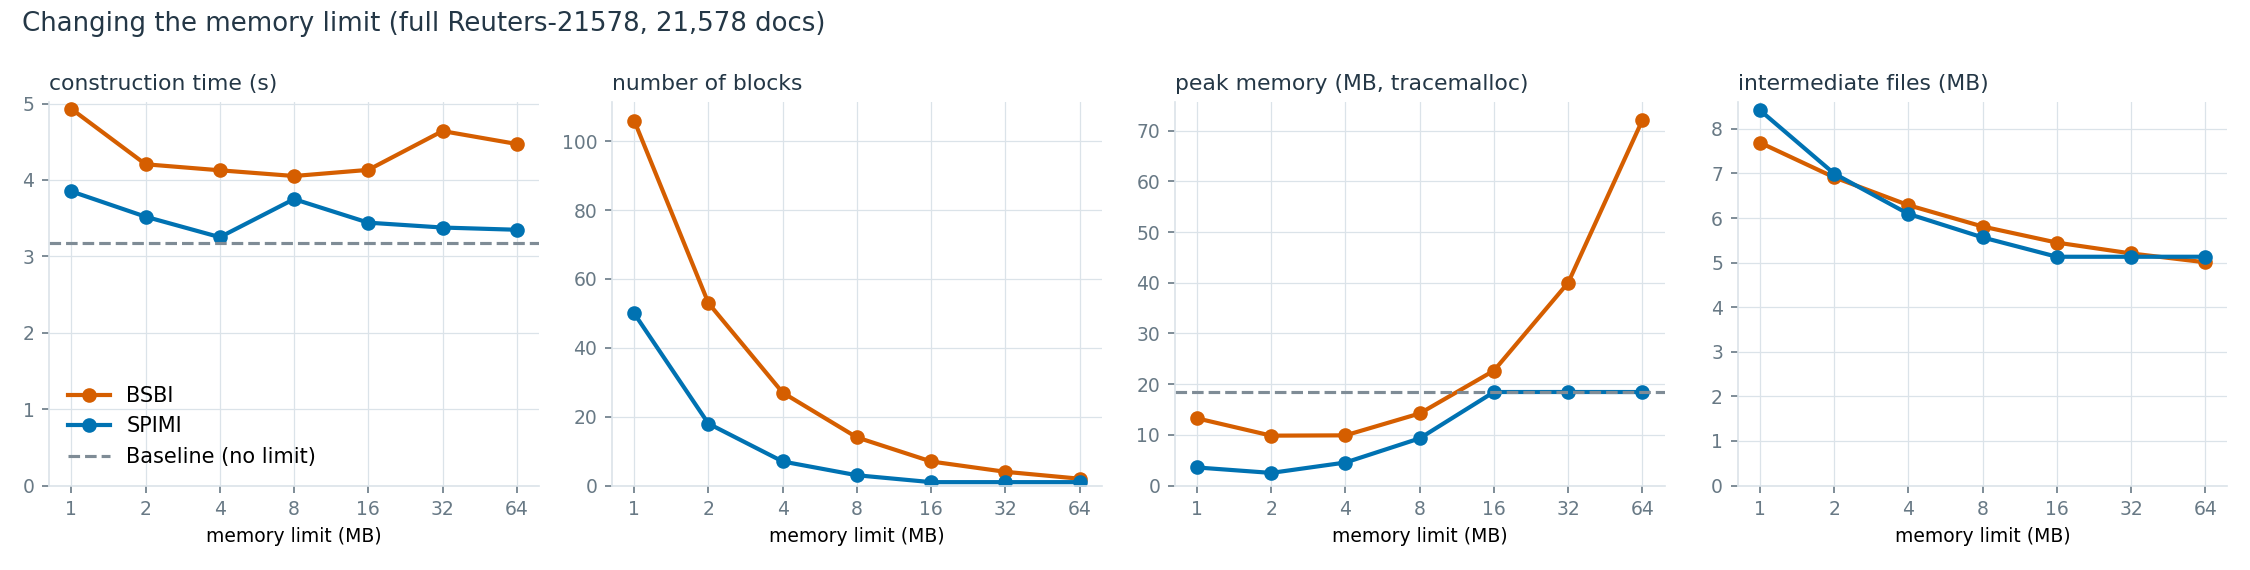 Changing the memory limit (full Reuters-21578, 21,578 docs)
construction time (s)
5
4
3
2
1
0
BSBI
SPIMI
Baseline (no limit)
1 2 4 8 16 32 64
memory limit (MB)
number of blocks
100
80
60
40
20
0
1 2 4 8 16 32 64
memory limit (MB)
peak memory (MB, tracemalloc)
70
60
50
40
30
20
10
0
1 2 4 8 16 32 64
memory limit (MB)
intermediate files (MB)
8
7
6
5
4
3
2
1
0
1 2 4 8 16 32 64
memory limit (MB)